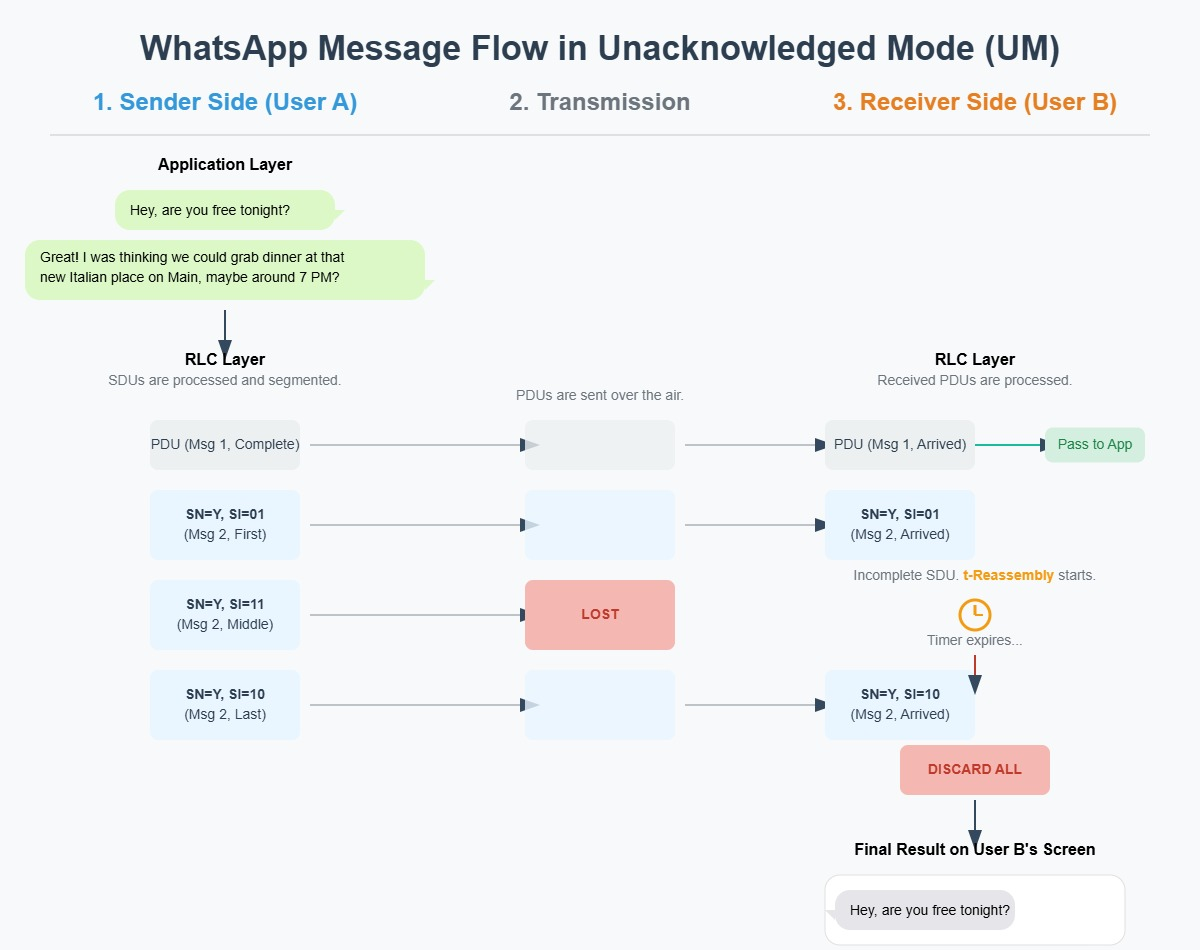 WhatsApp Message Flow in Unacknowledged Mode (UM)
1. Sender Side (User A)
2. Transmission
3. Receiver Side (User B)
Application Layer
Hey, are you free tonight?
Great! I was thinking we could grab dinner at that
new Italian place on Main, maybe around 7 PM?
RLC Layer
SDUs are processed and segmented.
PDUs are sent over the air.
RLC Layer
Received PDUs are processed.
PDU (Msg 1, Complete)
PDU (Msg 1, Arrived)
Pass to App
SN=Y, SI=01
(Msg 2, First)
SN=Y, SI=01
(Msg 2, Arrived)
Incomplete SDU. t-Reassembly starts.
SN=Y, SI=11
(Msg 2, Middle)
LOST
Timer expires...
SN=Y, SI=10
(Msg 2, Last)
SN=Y, SI=10
(Msg 2, Arrived)
DISCARD ALL
Final Result on User B's Screen
Hey, are you free tonight?